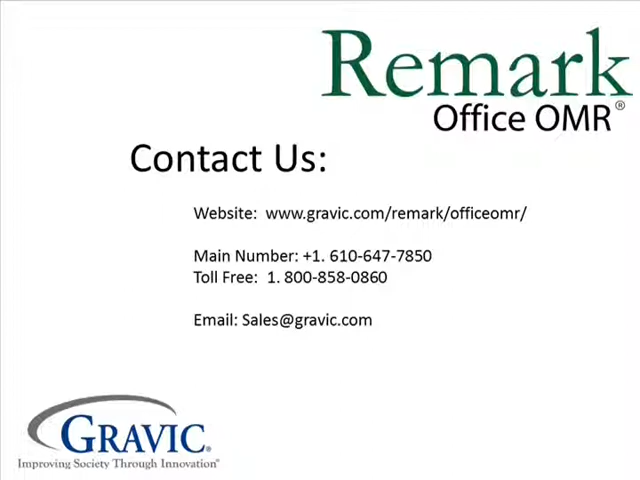 Remark
Office OMR®
Contact Us:
Website: www.gravic.com/remark/officeomr/
Main Number: +1. 610-647-7850
Toll Free: 1. 800-858-0860
Email: Sales@gravic.com
GRAVIC®
Improving Society Through Innovation®